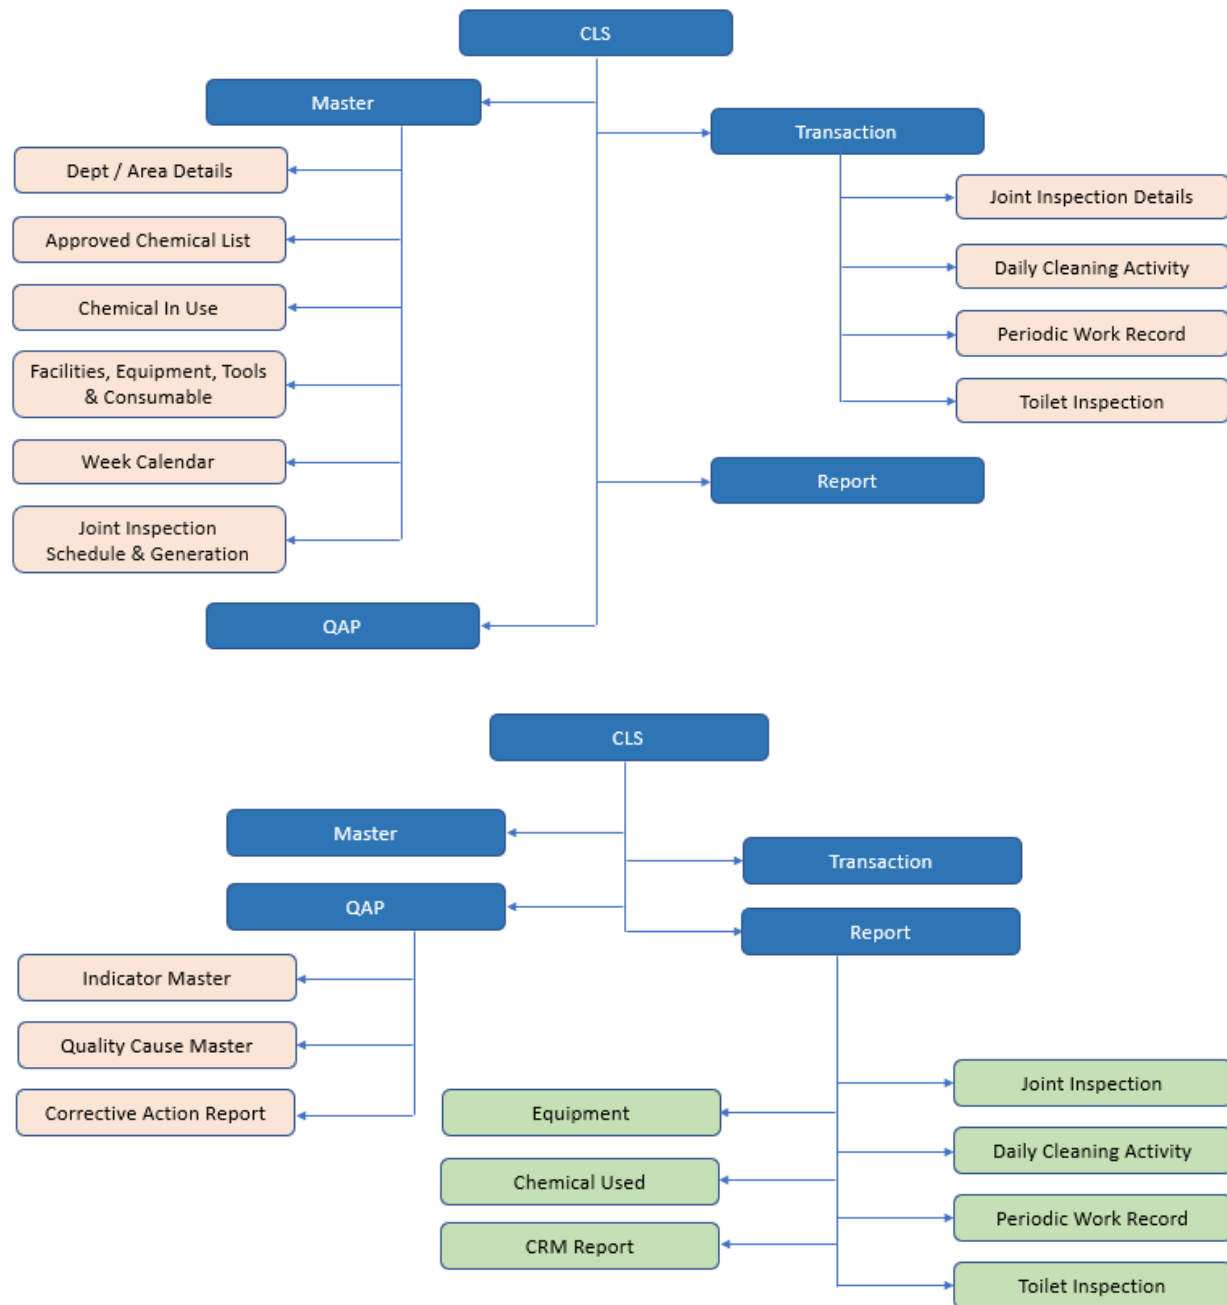 CLS
Master
Transaction
Dept / Area Details
Joint Inspection Details
Approved Chemical List
Daily Cleaning Activity
Chemical In Use
Periodic Work Record
Facilities, Equipment, Tools
& Consumable
Toilet Inspection
Week Calendar
Report
Joint Inspection
Schedule & Generation
QAP
CLS
Master
Transaction
QAP
Report
Indicator Master
Quality Cause Master
Corrective Action Report
Joint Inspection
Equipment
Daily Cleaning Activity
Chemical Used
Periodic Work Record
CRM Report
Toilet Inspection